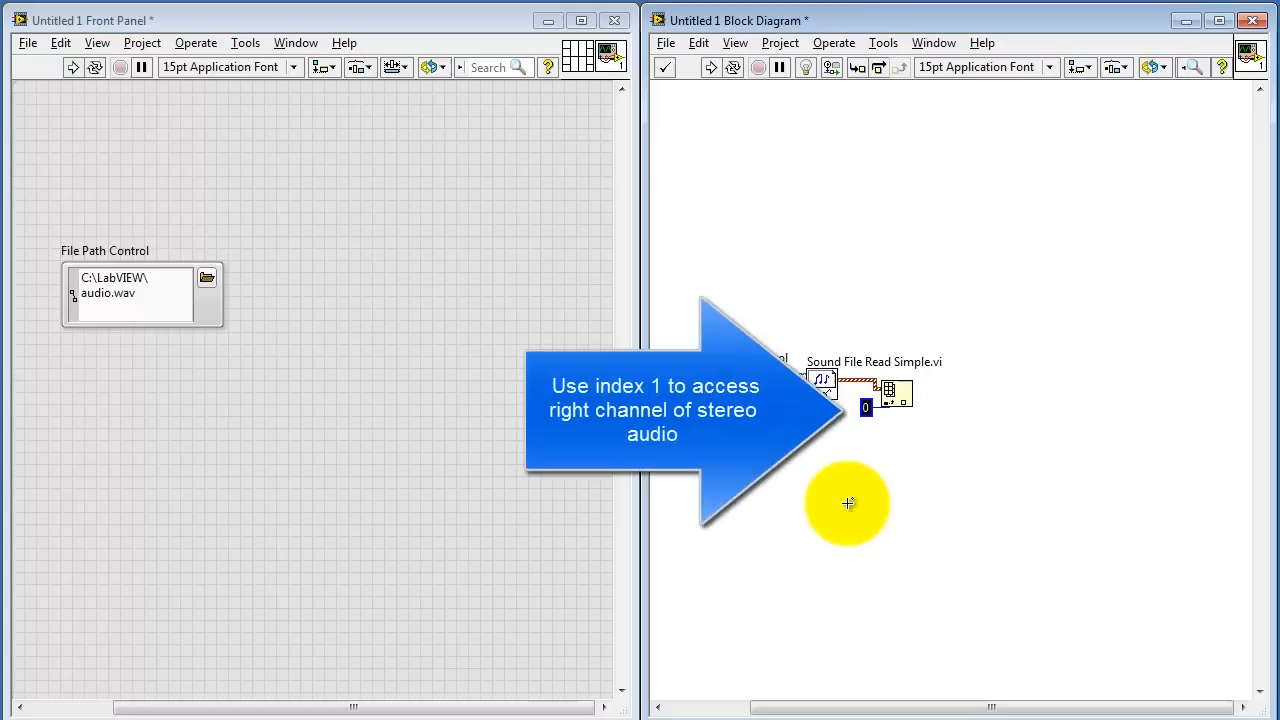 Untitled 1 Front Panel *
File Edit View Project Operate Tools Window Help
15pt Application Font
Search
?
1
File Path Control
C:\LabVIEW\
audio.wav
Untitled 1 Block Diagram *
File Edit View Project Operate Tools Window Help
15pt Application Font
?
1
Sound File Read Simple.vi
0
Use index 1 to access
right channel of stereo
audio